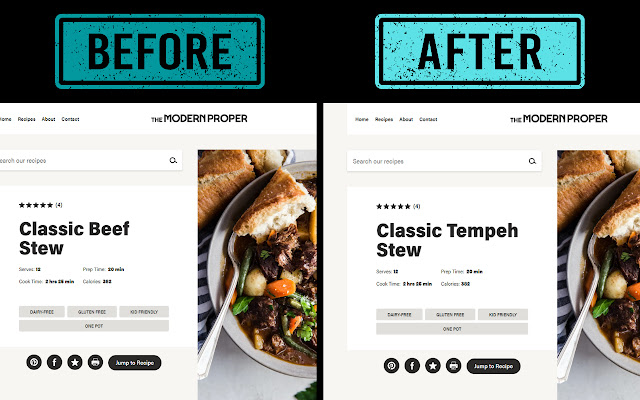 BEFORE
AFTER
Home Recipes About Contact
THE MODERN PROPER
Search our recipes
★★★★★ (4)
Classic Beef
Stew
Serves: 12 Prep Time: 20 min
Cook Time: 2 hrs 25 min Calories: 352
DAIRY-FREE GLUTEN FREE KID FRIENDLY
ONE POT
Jump to Recipe
Home Recipes About Contact
THE MODERN PROPER
Search our recipes
★★★★★ (4)
Classic Tempeh
Stew
Serves: 12 Prep Time: 20 min
Cook Time: 2 hrs 25 min Calories: 352
DAIRY-FREE GLUTEN FREE KID FRIENDLY
ONE POT
Jump to Recipe